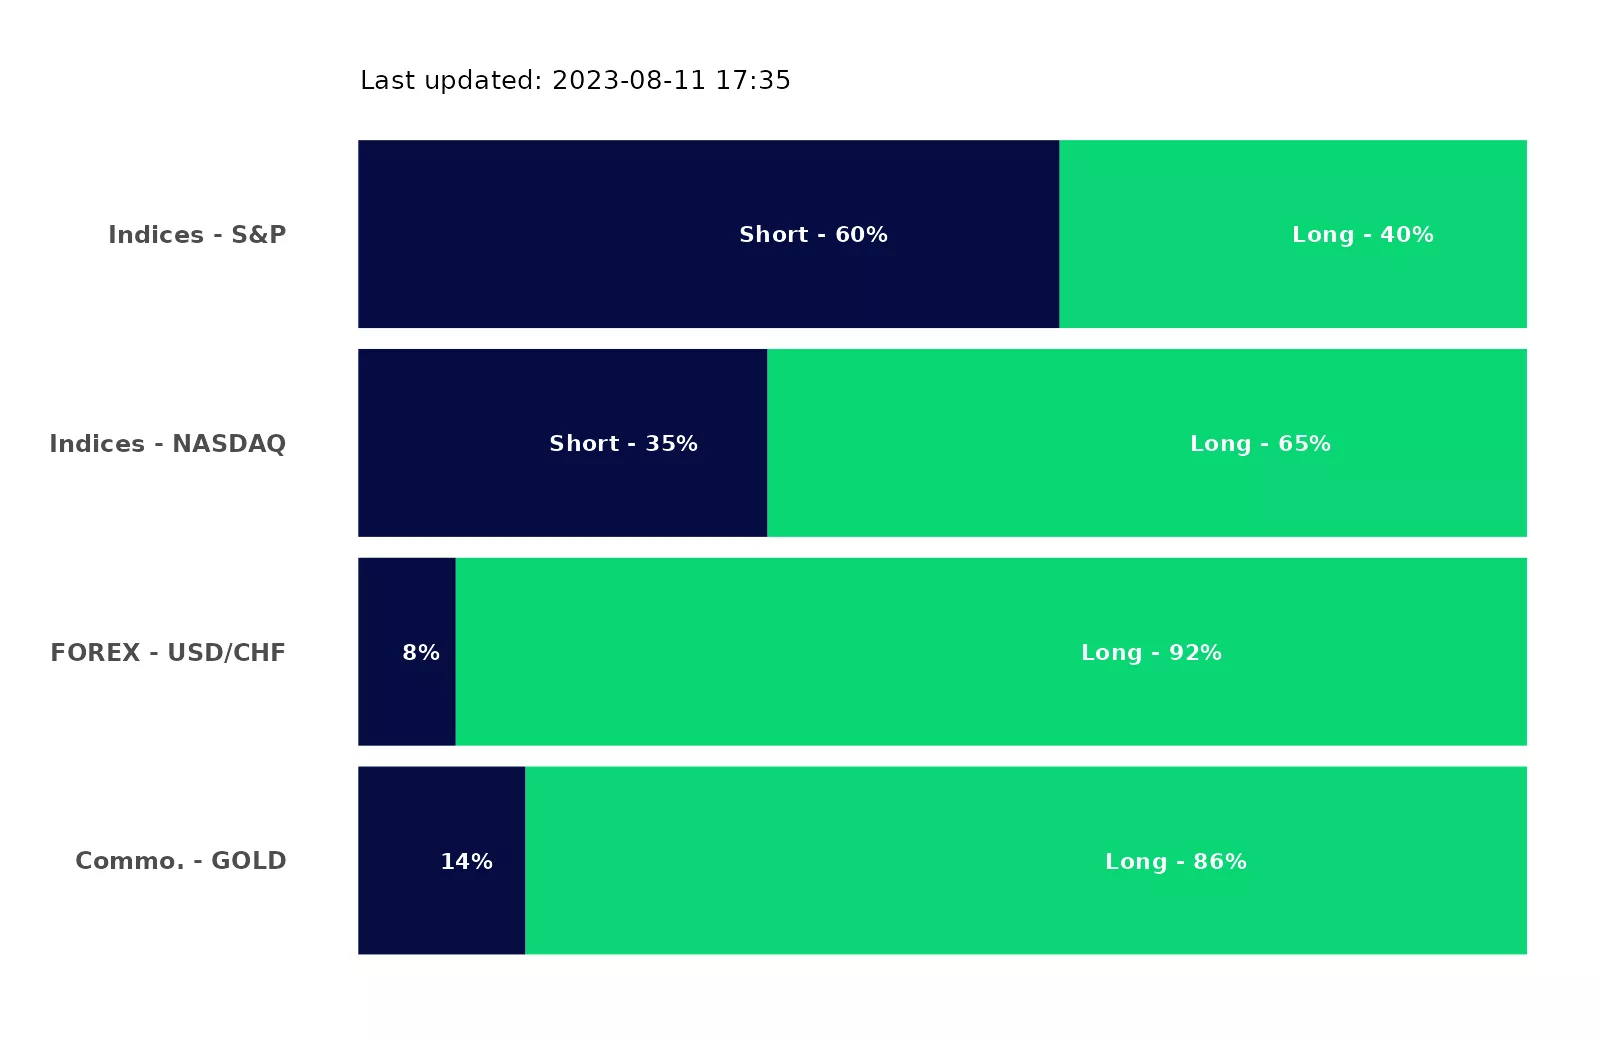 Last updated: 2023-08-11 17:35
Indices - S&P Short - 60% Long - 40%
Indices - NASDAQ Short - 35% Long - 65%
FOREX - USD/CHF 8% Long - 92%
Commo. - GOLD 14% Long - 86%